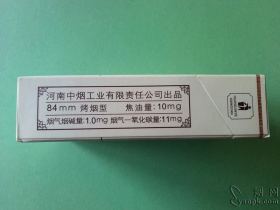 河南中烟工业有限责任公司出品
84mm 烤烟型 焦油量:10mg
烟气烟碱量:1.0mg 烟气一氧化碳量:11mg